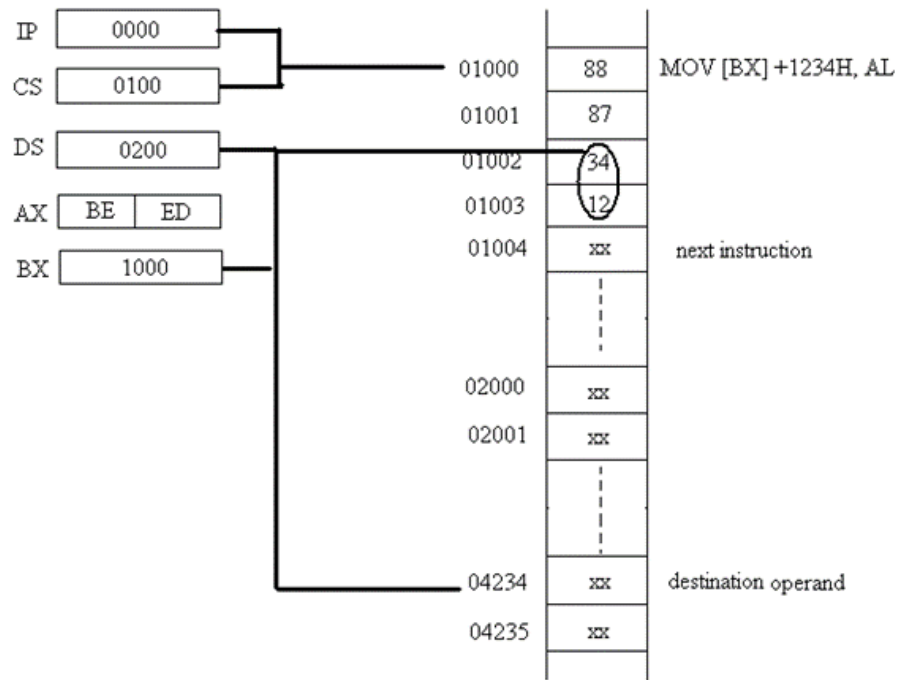 IP 0000
CS 0100
DS 0200
AX BE ED
BX 1000
01000 88 MOV [BX] +1234H, AL
01001 87
01002 34
01003 12
01004 xx next instruction
02000 xx
02001 xx
04234 xx destination operand
04235 xx